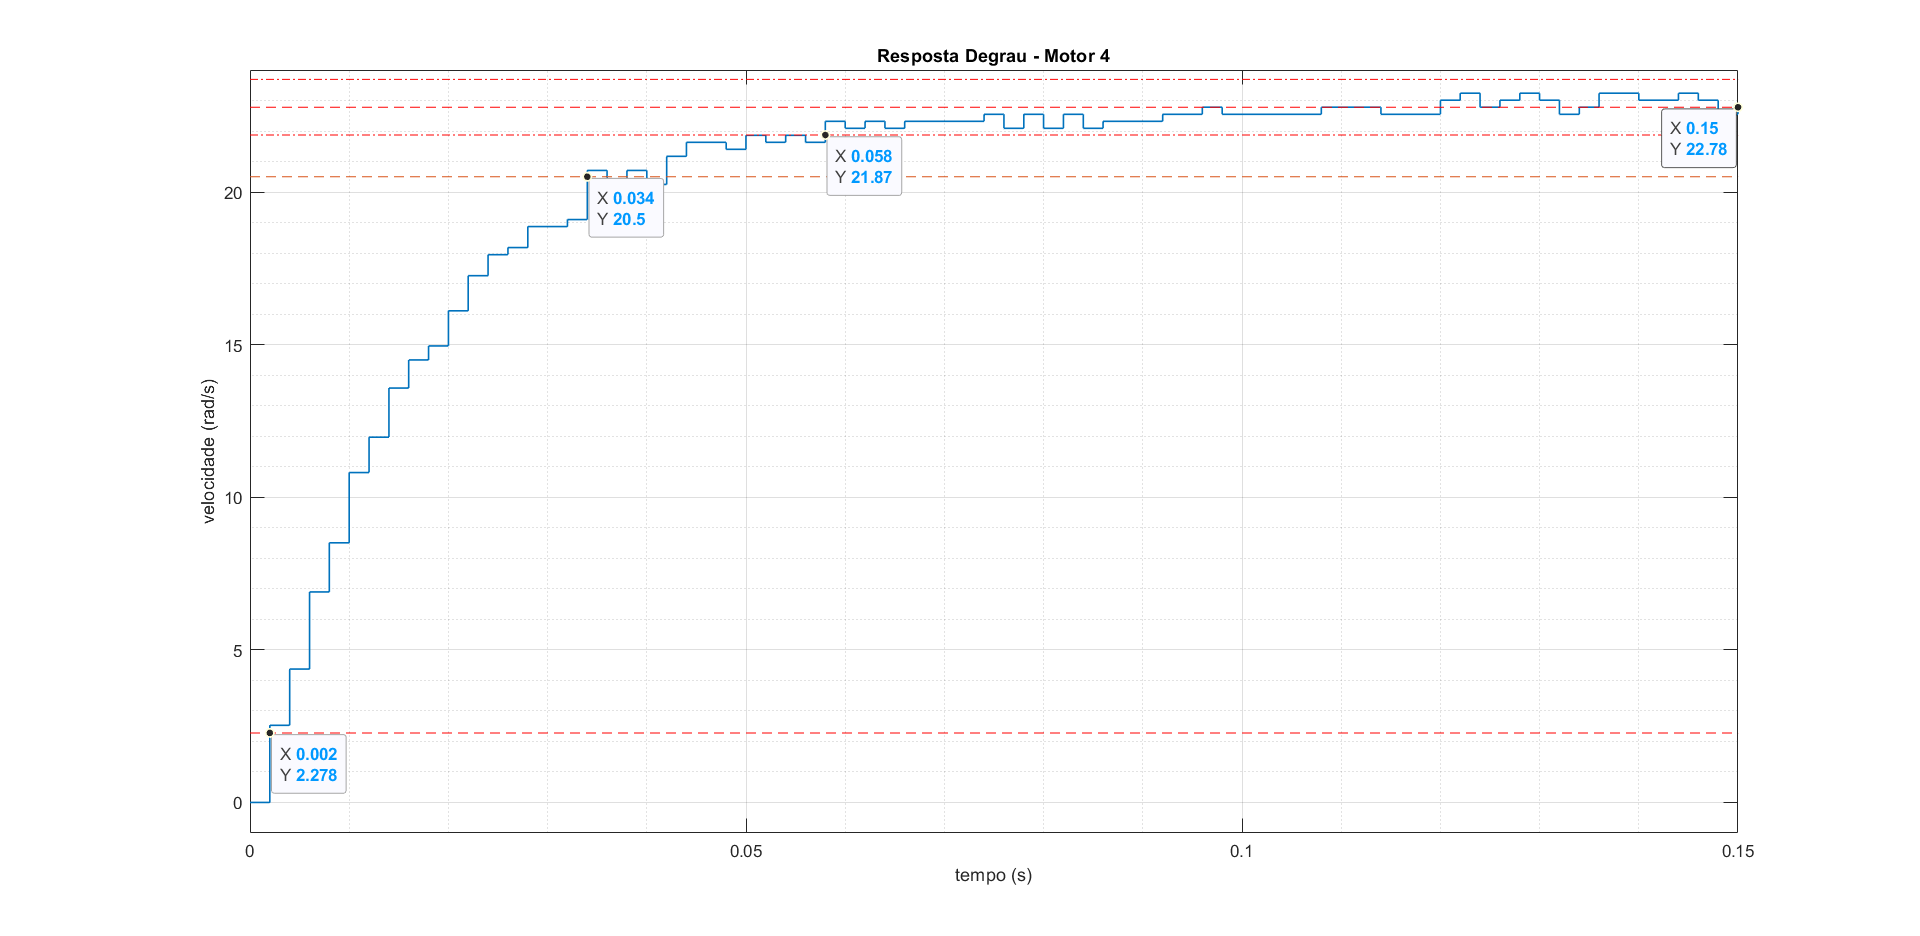 Resposta Degrau - Motor 4
velocidade (rad/s)
20
15
10
5
0
X 0.15
Y 22.78
X 0.058
Y 21.87
X 0.034
Y 20.5
X 0.002
Y 2.278
0
0.05
0.1
0.15
tempo (s)